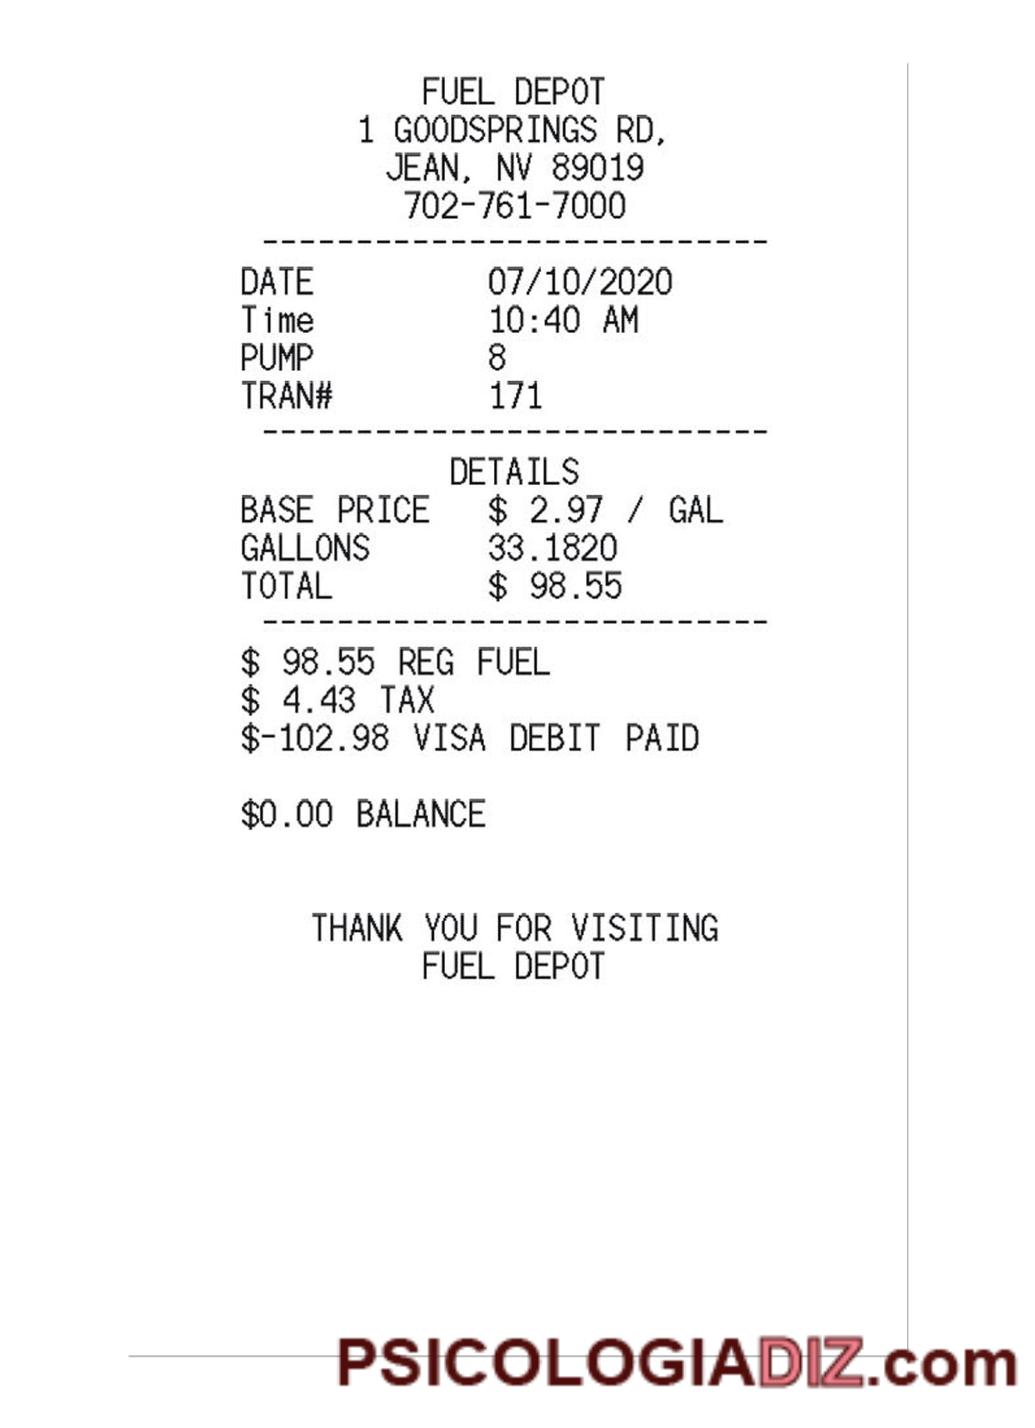 FUEL DEPOT
1 GOODSPRINGS RD,
JEAN, NV 89019
702-761-7000
---------------------------
DATE 07/10/2020
Time 10:40 AM
PUMP 8
TRAN# 171
---------------------------
DETAILS
BASE PRICE $ 2.97 / GAL
GALLONS 33.1820
TOTAL $ 98.55
---------------------------
$ 98.55 REG FUEL
$ 4.43 TAX
$-102.98 VISA DEBIT PAID
$0.00 BALANCE
THANK YOU FOR VISITING
FUEL DEPOT
PSICOLOGIADIZ.com